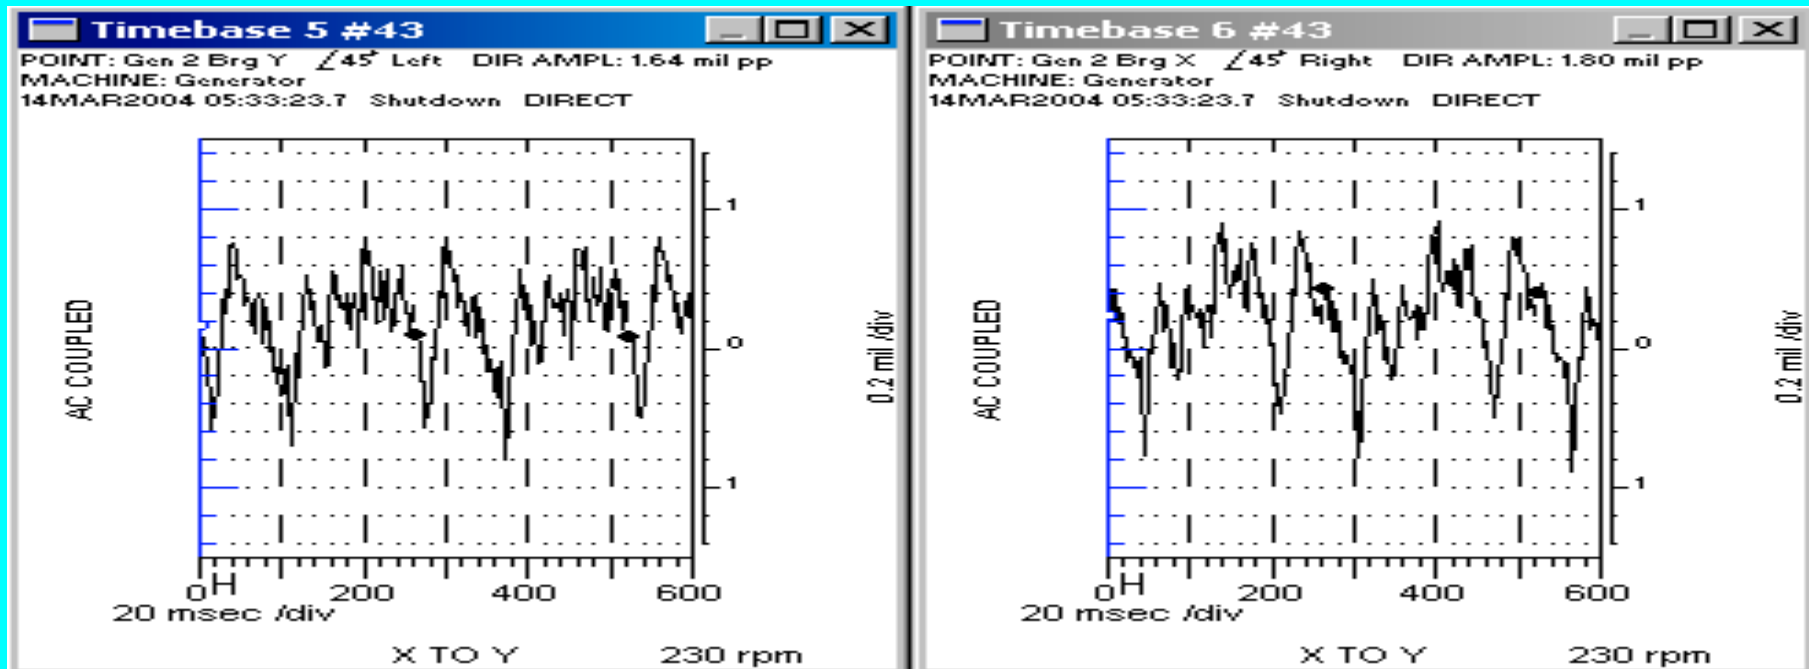 Timebase 5 #43
POINT: Gen 2 Brg Y ∠45° Left DIR AMPL: 1.64 mil pp
MACHINE: Generator
14MAR2004 05:33:23.7 Shutdown DIRECT
AC COUPLED
1
0
1
0.2 mil /div
0 H 200 400 600
20 msec /div
X TO Y 230 rpm
Timebase 6 #43
POINT: Gen 2 Brg X ∠45° Right DIR AMPL: 1.80 mil pp
MACHINE: Generator
14MAR2004 05:33:23.7 Shutdown DIRECT
AC COUPLED
1
0
1
0.2 mil /div
0 H 200 400 600
20 msec /div
X TO Y 230 rpm